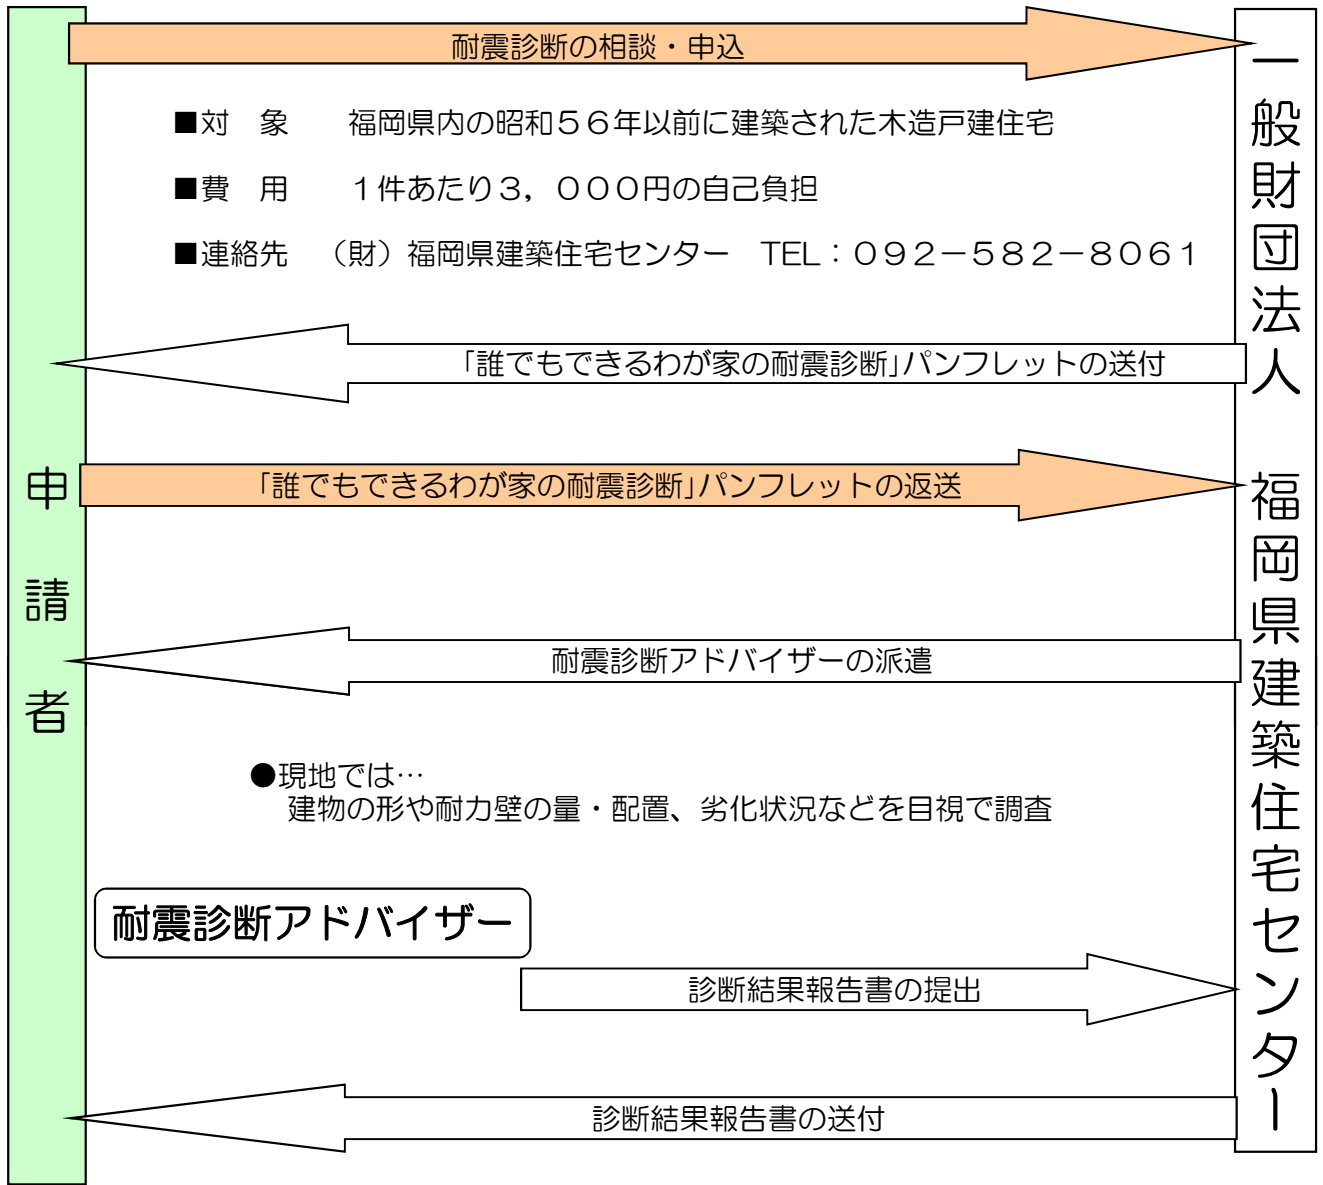 耐震診断の相談・申込
■対　象　　福岡県内の昭和５６年以前に建築された木造戸建住宅
■費　用　　１件あたり３，０００円の自己負担
■連絡先　（財）福岡県建築住宅センター　TEL：０９２－５８２－８０６１
「誰でもできるわが家の耐震診断」パンフレットの送付
「誰でもできるわが家の耐震診断」パンフレットの返送
耐震診断アドバイザーの派遣
●現地では…
建物の形や耐力壁の量・配置、劣化状況などを目視で調査
耐震診断アドバイザー
診断結果報告書の提出
診断結果報告書の送付
申請者
一般財団法人　福岡県建築住宅センター